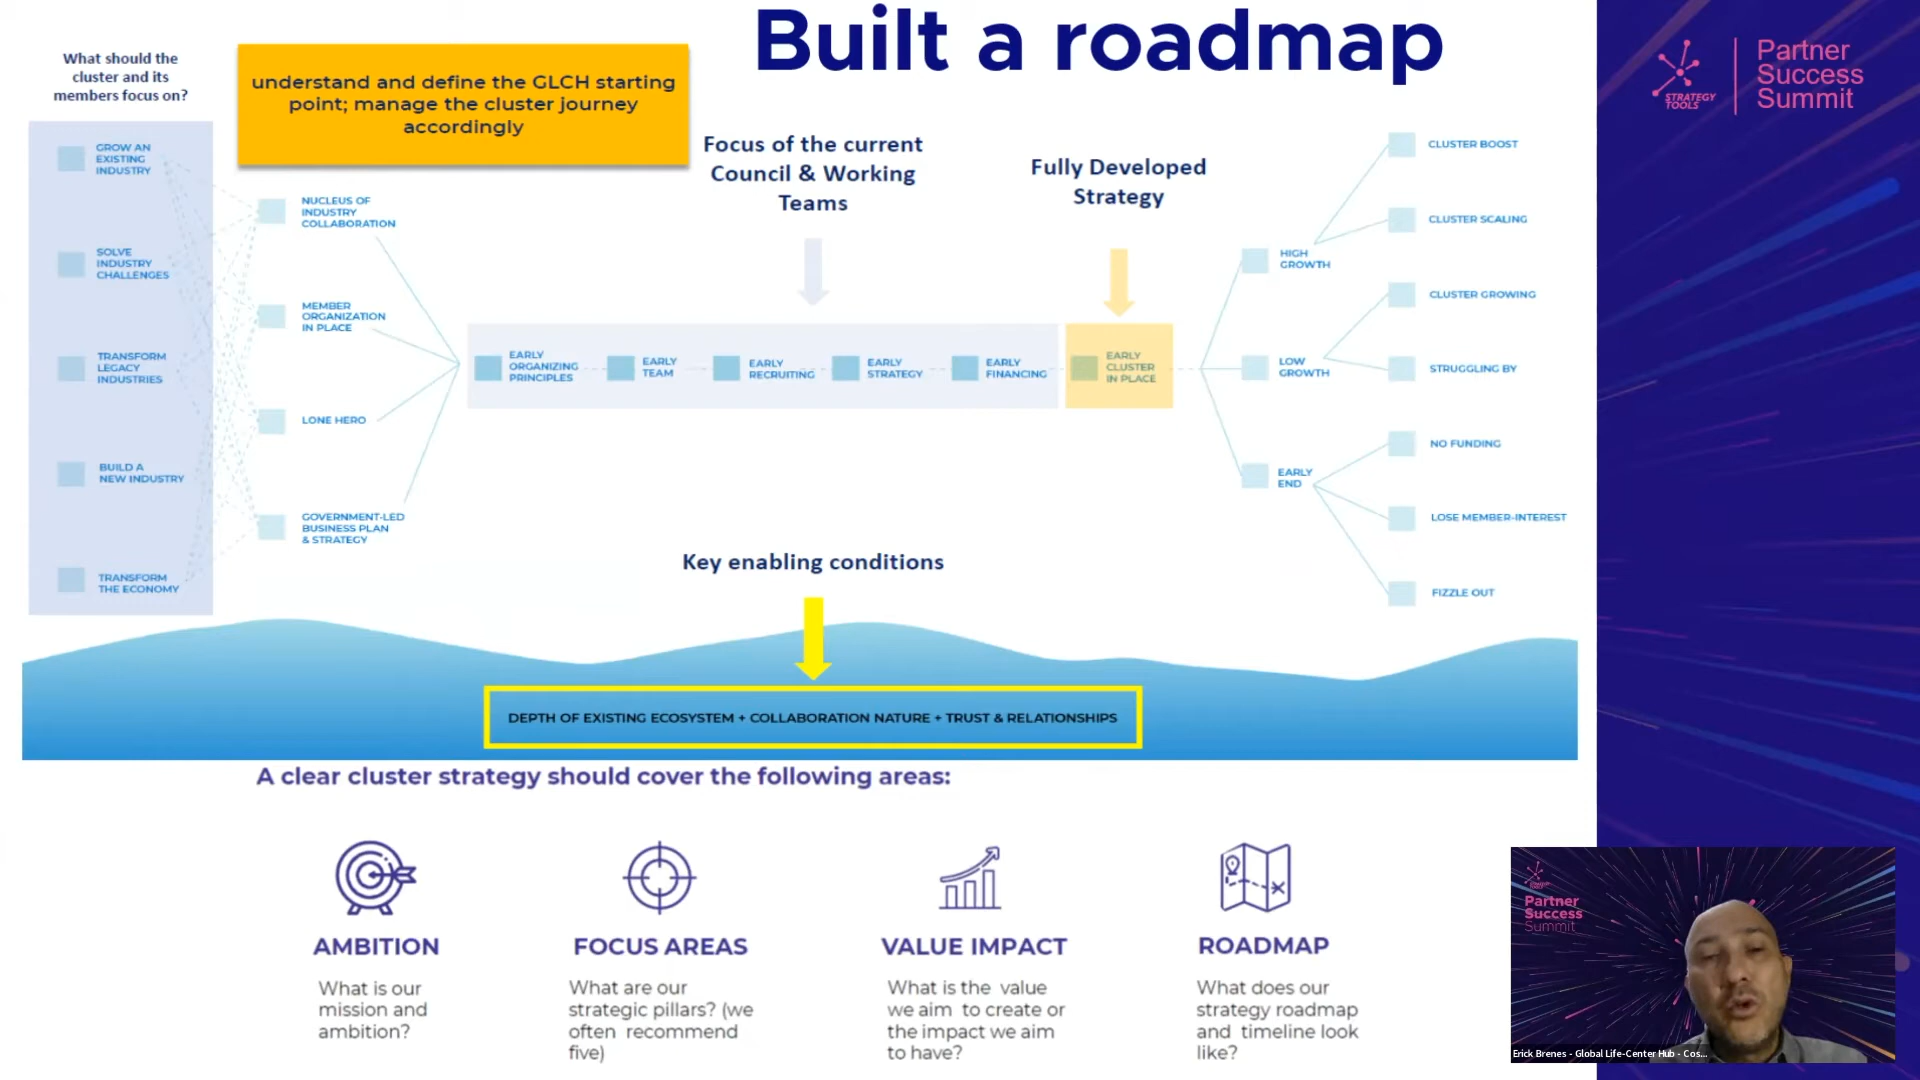 Built a roadmap
What should the
cluster and its
members focus on?
understand and define the GLCH starting
point; manage the cluster journey
accordingly
Focus of the current
Council & Working
Teams
Fully Developed
Strategy
GROW AN
EXISTING
INDUSTRY
SOLVE
INDUSTRY
CHALLENGES
TRANSFORM
LEGACY
INDUSTRIES
BUILD A
NEW INDUSTRY
TRANSFORM
THE ECONOMY
NUCLEUS OF
INDUSTRY
COLLABORATION
MEMBER
ORGANIZATION
IN PLACE
LONE HERO
GOVERNMENT-LED
BUSINESS PLAN
& STRATEGY
EARLY
ORGANIZING
PRINCIPLES
EARLY
TEAM
EARLY
RECRUITING
EARLY
STRATEGY
EARLY
FINANCING
EARLY
CLUSTER
IN PLACE
HIGH
GROWTH
LOW
GROWTH
EARLY
END
CLUSTER BOOST
CLUSTER SCALING
CLUSTER GROWING
STRUGGLING BY
NO FUNDING
LOSE MEMBER-INTEREST
FIZZLE OUT
Key enabling conditions
DEPTH OF EXISTING ECOSYSTEM + COLLABORATION NATURE + TRUST & RELATIONSHIPS
A clear cluster strategy should cover the following areas:
AMBITION
What is our
mission and
ambition?
FOCUS AREAS
What are our
strategic pillars? (we
often recommend
five)
VALUE IMPACT
What is the value
we aim to create or
the impact we aim
to have?
ROADMAP
What does our
strategy roadmap
and timeline look
like?
STRATEGY
TOOLS
Partner
Success
Summit
Partner
Success
Summit
Erick Brenes - Global Life-Center Hub - Cos...